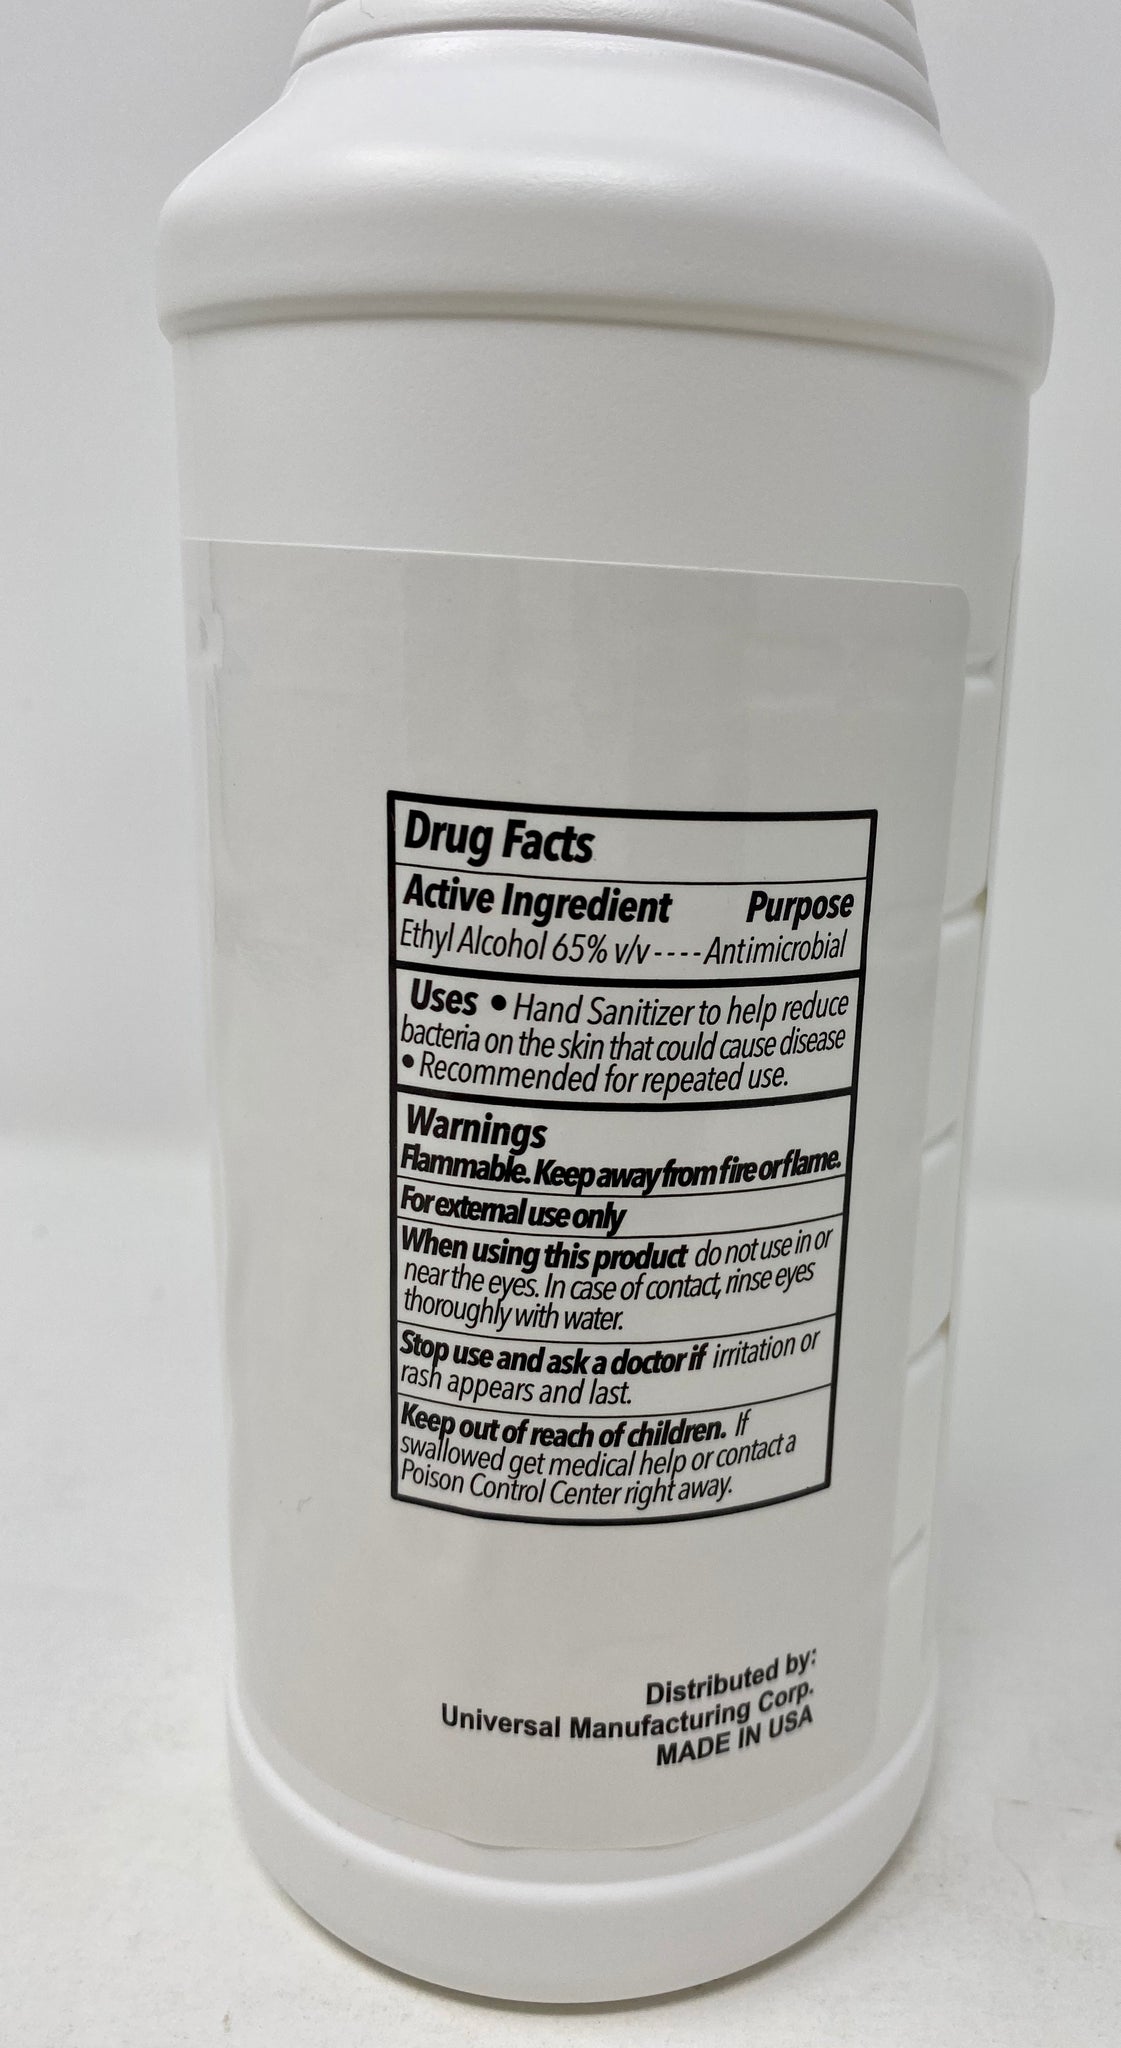 Drug Facts
Active Ingredient Purpose
Ethyl Alcohol 65% v/v ---- Antimicrobial
Uses • Hand Sanitizer to help reduce
bacteria on the skin that could cause disease
• Recommended for repeated use.
Warnings
Flammable. Keep away from fire or flame.
For external use only
When using this product do not use in or
near the eyes. In case of contact, rinse eyes
thoroughly with water.
Stop use and ask a doctor if irritation or
rash appears and last.
Keep out of reach of children. If
swallowed get medical help or contact a
Poison Control Center right away.
Distributed by:
Universal Manufacturing Corp.
MADE IN USA